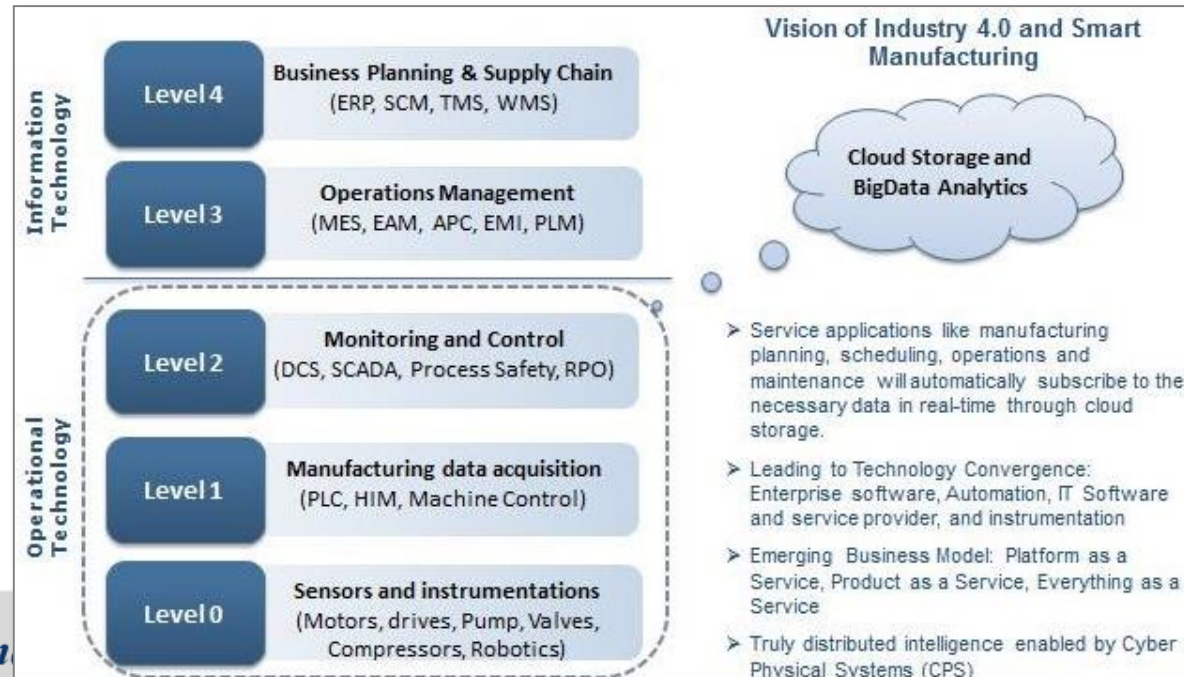 Information
Technology
Level 4
Business Planning & Supply Chain
(ERP, SCM, TMS, WMS)
Level 3
Operations Management
(MES, EAM, APC, EMI, PLM)
Operational
Technology
Level 2
Monitoring and Control
(DCS, SCADA, Process Safety, RPO)
Level 1
Manufacturing data acquisition
(PLC, HIM, Machine Control)
Level 0
Sensors and instrumentations
(Motors, drives, Pump, Valves,
Compressors, Robotics)
Vision of Industry 4.0 and Smart
Manufacturing
Cloud Storage and
BigData Analytics
➢ Service applications like manufacturing
planning, scheduling, operations and
maintenance will automatically subscribe to the
necessary data in real-time through cloud
storage.
➢ Leading to Technology Convergence:
Enterprise software, Automation, IT Software
and service provider, and instrumentation
➢ Emerging Business Model: Platform as a
Service, Product as a Service, Everything as a
Service
➢ Truly distributed intelligence enabled by Cyber
Physical Systems (CPS)